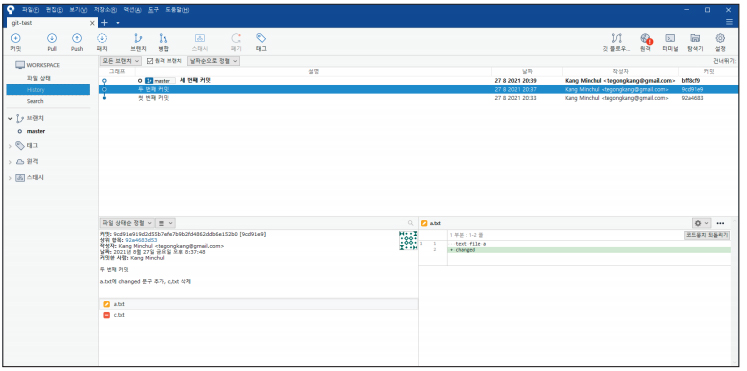 파일(F) 편집(E) 보기(V) 저장소(R) 액션(A) 도구 도움말(H)
git-test
커밋 Pull Push 패치 브랜치 병합 스태시 폐기 태그 깃 플로우... 원격 터미널 탐색기 설정
모든 브랜치 원격 브랜치 날짜순으로 정렬 건너뛰기:
그래프 설명 날짜 작성자 커밋
master 세 번째 커밋 27 8 2021 20:39 Kang Minchul <tegongkang@gmail.com> bff8cf9
두 번째 커밋 27 8 2021 20:37 Kang Minchul <tegongkang@gmail.com> 9cd91e9
첫 번째 커밋 27 8 2021 20:33 Kang Minchul <tegongkang@gmail.com> 92a4683
WORKSPACE
파일 상태
History
Search
브랜치
master
태그
원격
스태시
파일 상태순 정렬
커밋: 9cd91a919d2d55b7efe7b9b2fd4862ddb6e152b0 [9cd91e9]
상위 항목: 92a4683d53
작성자: Kang Minchul <tegongkang@gmail.com>
날짜: 2021년 8월 27일 금요일 오후 8:37:48
커밋한 사람: Kang Minchul
두 번째 커밋
a.txt에 changed 문구 추가, c.txt 삭제
a.txt
c.txt
a.txt
1 부분 : 1-2 줄
코드뭉치 되돌리기
1 1 text file a
2 + changed